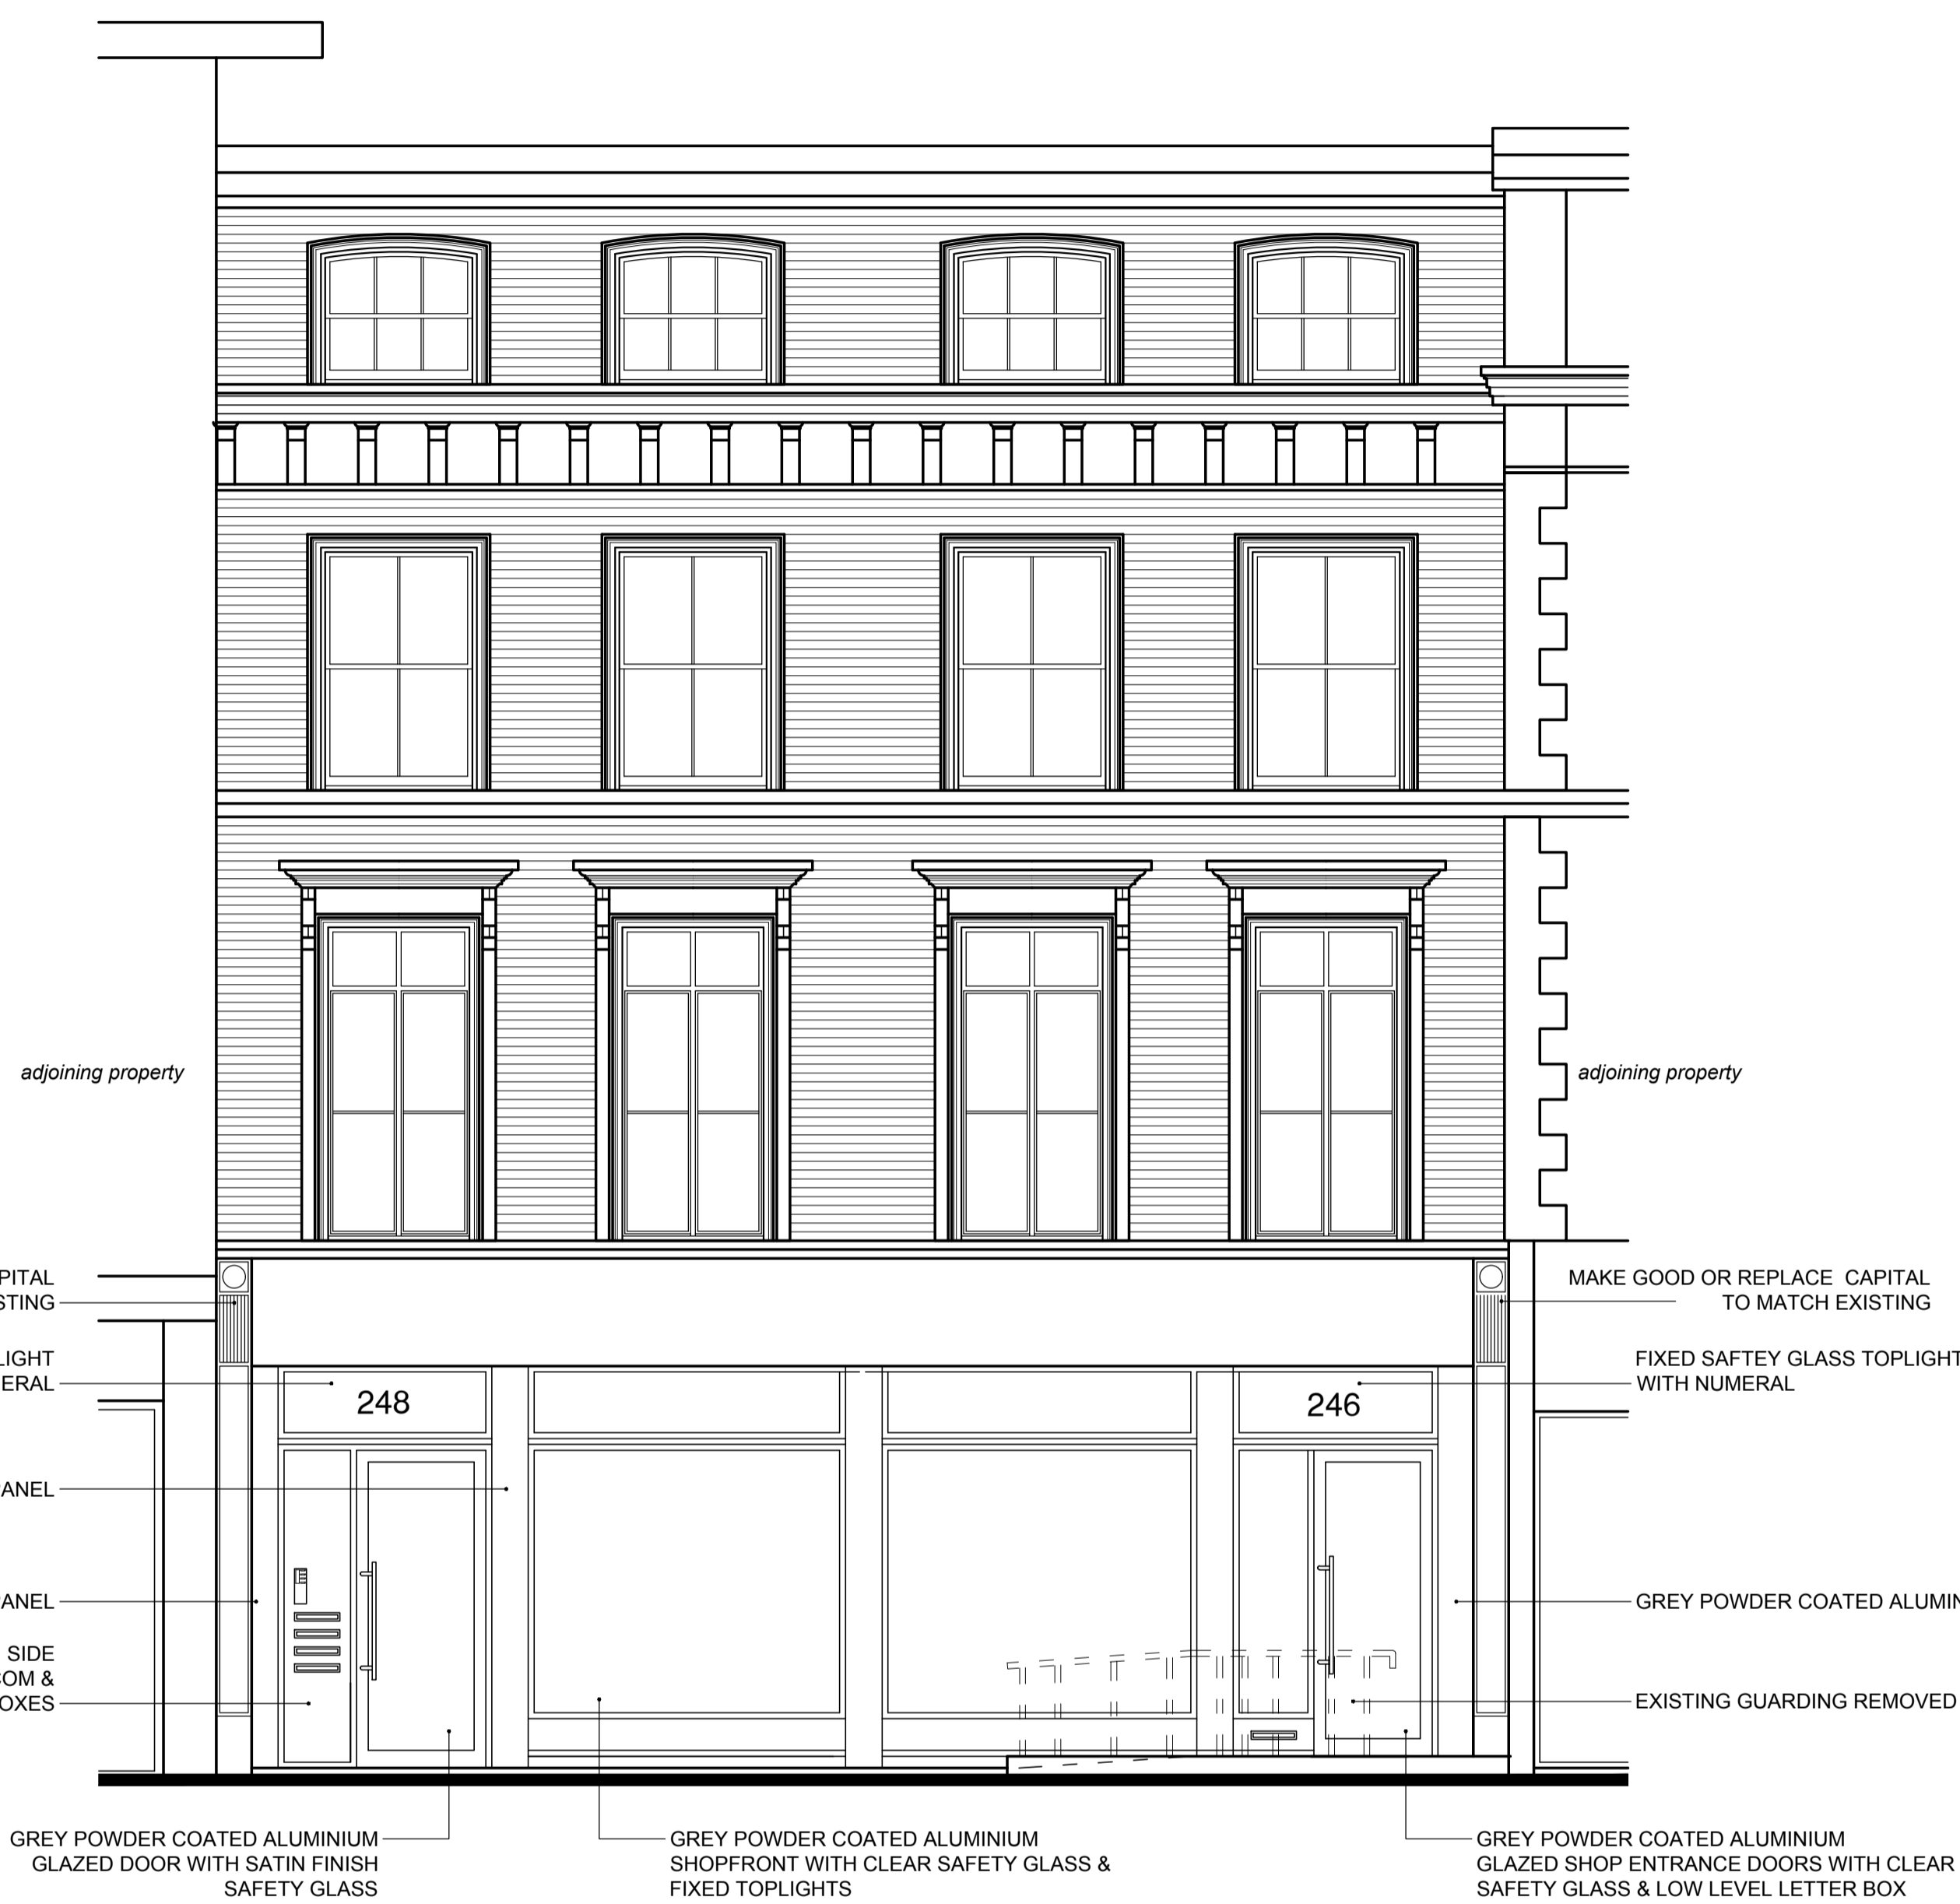 adjoining property
adjoining property
PITAL
STING
MAKE GOOD OR REPLACE CAPITAL
TO MATCH EXISTING
LIGHT
ERAL
FIXED SAFTEY GLASS TOPLIGHT
WITH NUMERAL
248
246
PANEL
PANEL
GREY POWDER COATED ALUMIN
SIDE
COM &
OXES
EXISTING GUARDING REMOVED
GREY POWDER COATED ALUMINIUM
GLAZED DOOR WITH SATIN FINISH
SAFETY GLASS
GREY POWDER COATED ALUMINIUM
SHOPFRONT WITH CLEAR SAFETY GLASS &
FIXED TOPLIGHTS
GREY POWDER COATED ALUMINIUM
GLAZED SHOP ENTRANCE DOORS WITH CLEAR
SAFETY GLASS & LOW LEVEL LETTER BOX